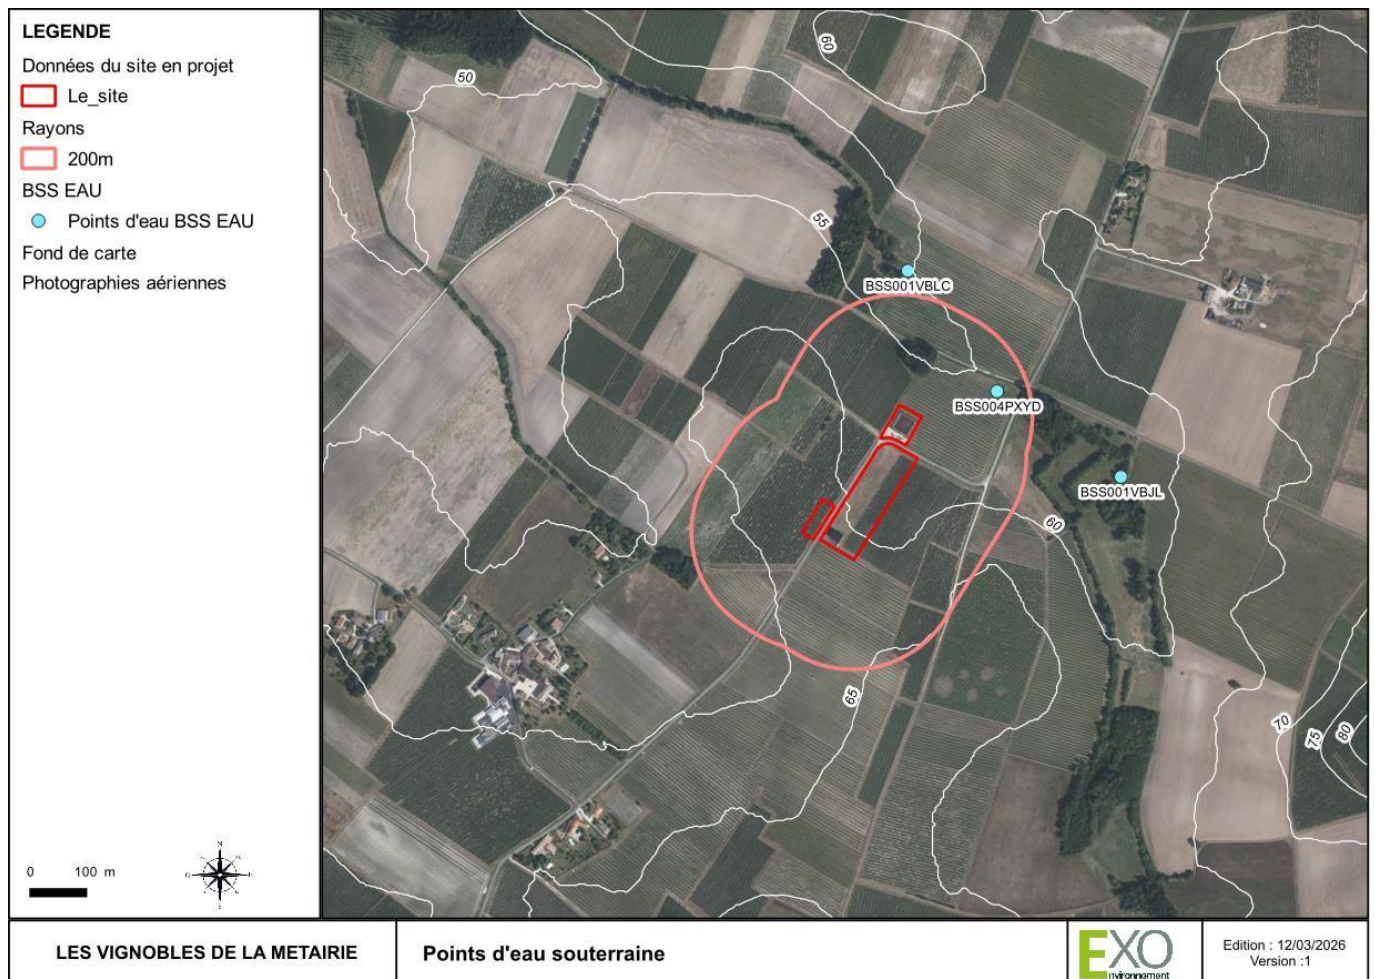 LEGENDE
Données du site en projet
Le_site
Rayons
200m
BSS EAU
Points d'eau BSS EAU
Fond de carte
Photographies aériennes
0 100 m
N
50
60
55
BSS001VBLC
BSS004PXYD
BSS001VBJL
60
65
70
75
80
LES VIGNOBLES DE LA METAIRIE
Points d'eau souterraine
EXO
nvironnement
Edition : 12/03/2026
Version :1